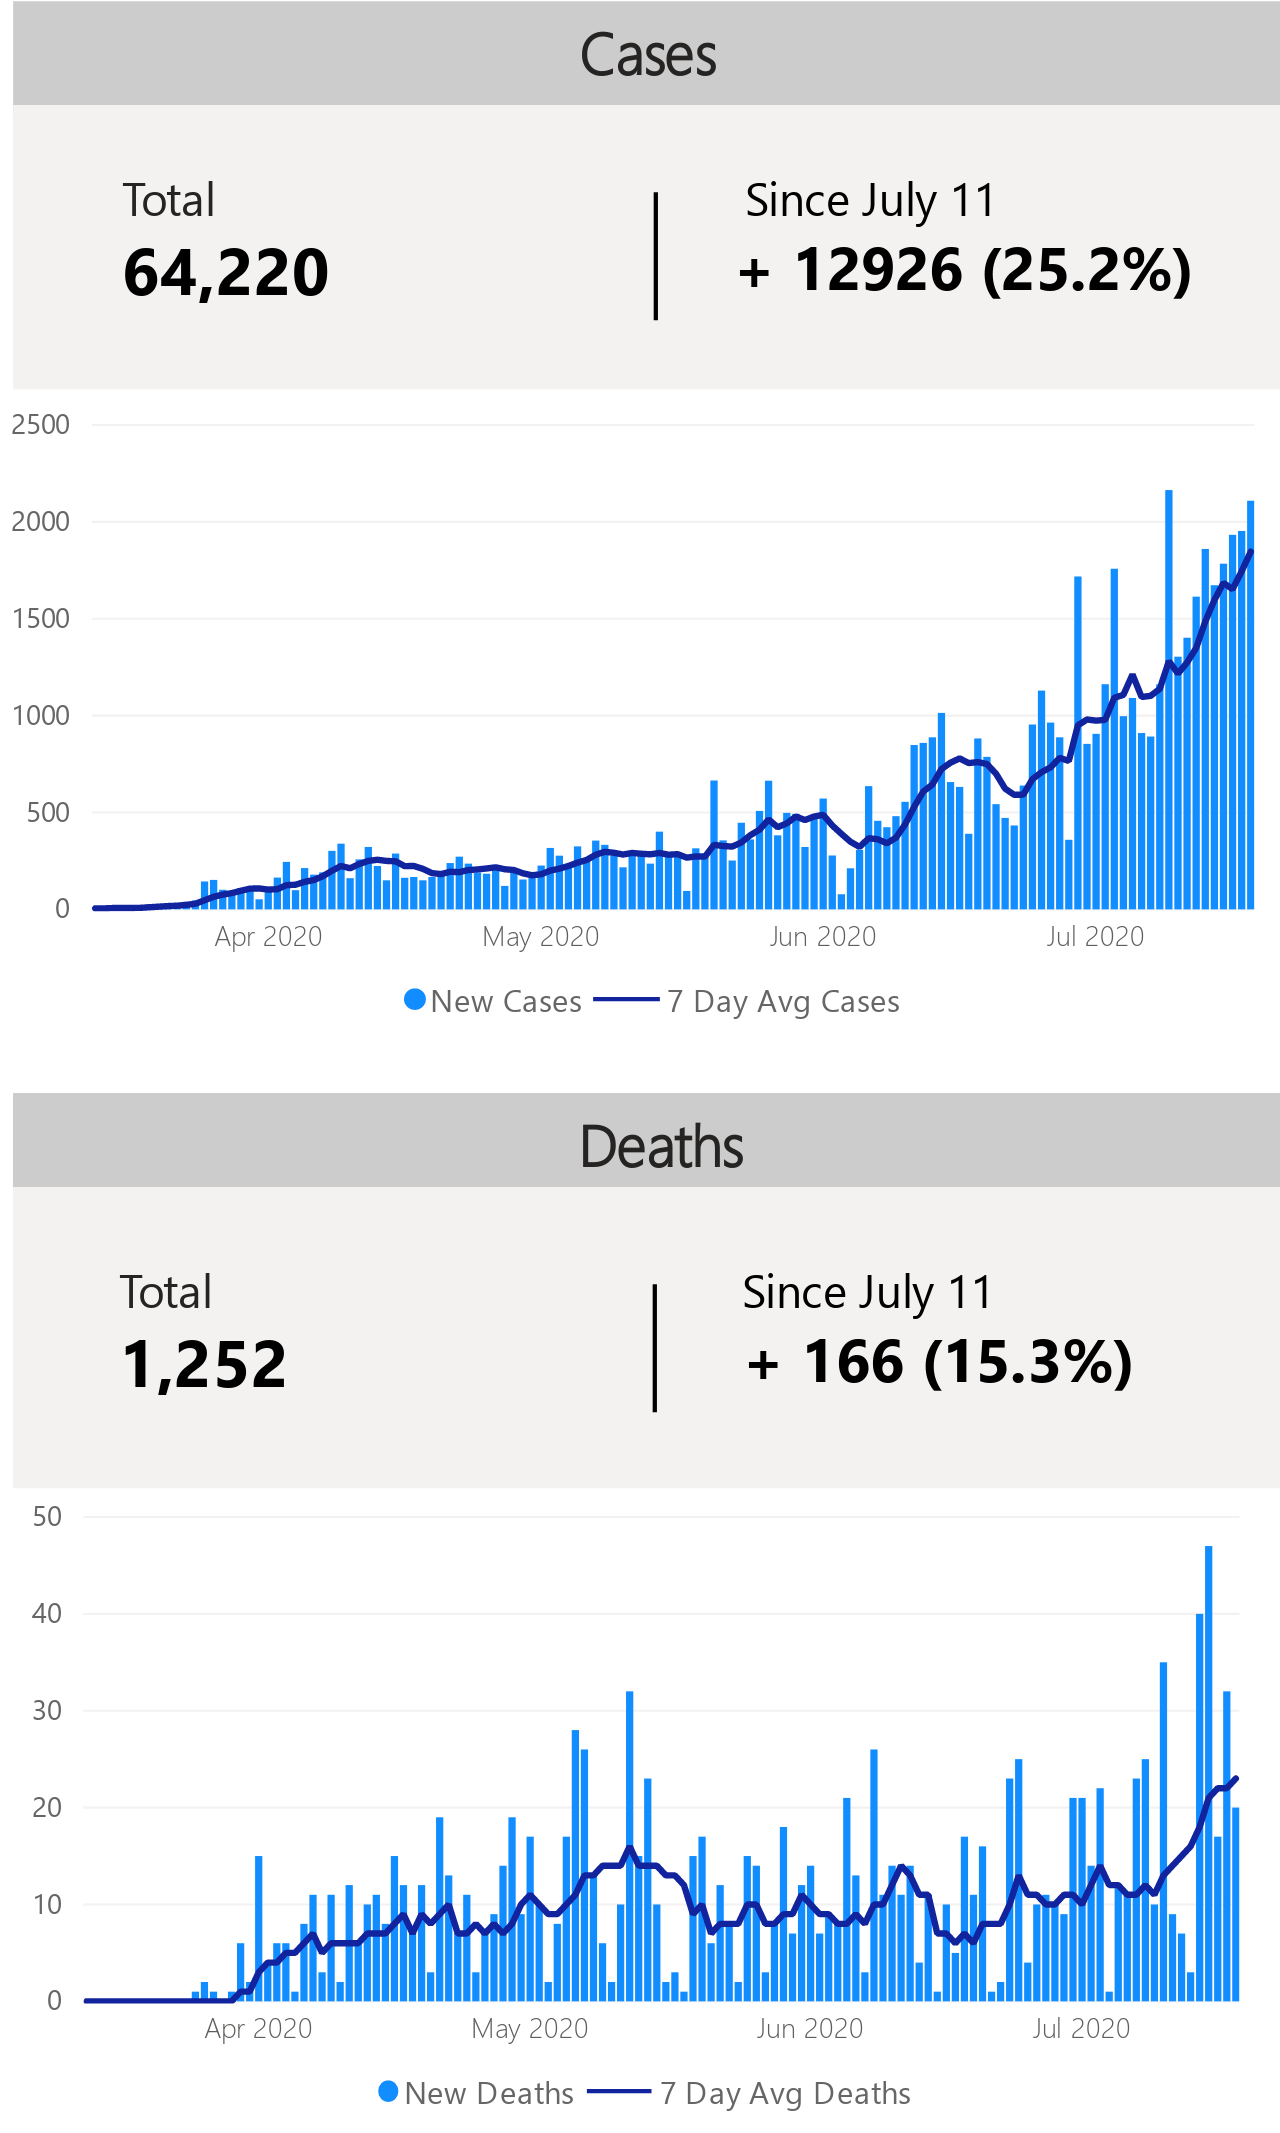 Cases
Total
Since July 11
64,220
+ 12926 (25.2%)
2500
2000
1500
1000
500
0
Apr 2020
May 2020
Jun 2020
Jul 2020
New Cases
7 Day Avg Cases
Deaths
Total
Since July 11
1,252
+ 166 (15.3%)
50
40
30
20
10
0
Apr 2020
May 2020
Jun 2020
Jul 2020
New Deaths
7 Day Avg Deaths